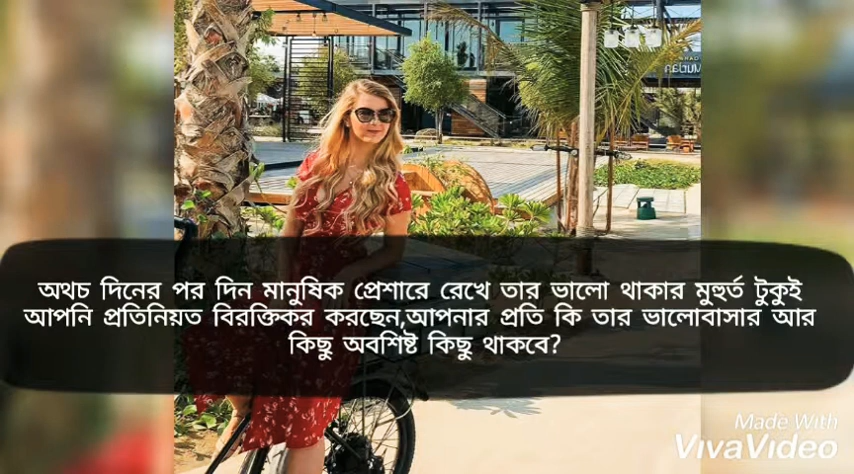 অথচ দিনের পর দিন মানুষিক প্রেশারে রেখে তার ভালো থাকার মুহুর্ত টুকুই
আপনি প্রতিনিয়ত বিরক্তিকর করছেন,আপনার প্রতি কি তার ভালোবাসার আর
কিছু অবশিষ্ট কিছু থাকবে?
Made With
VivaVideo